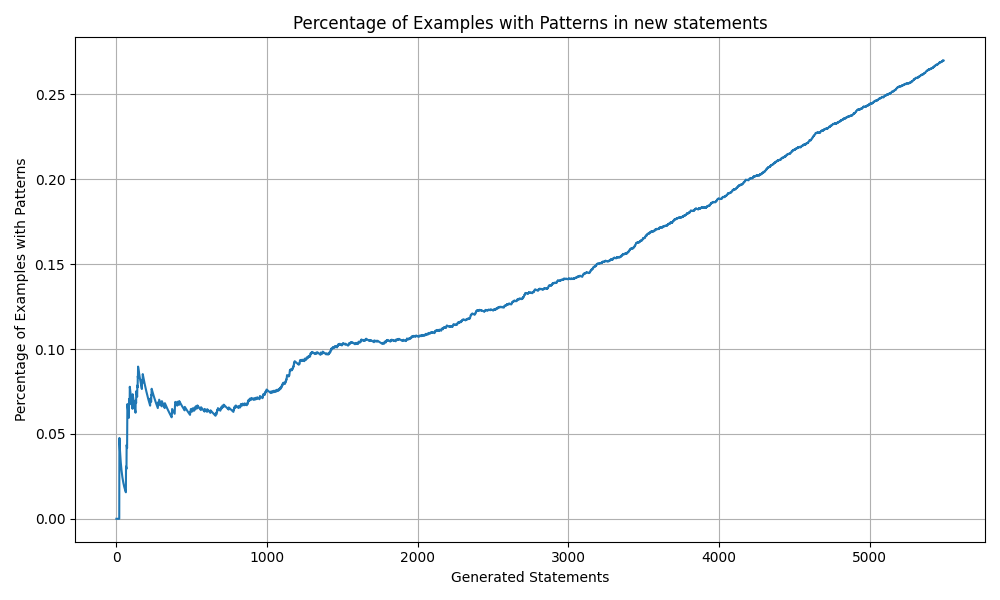 Percentage of Examples with Patterns in new statements
Percentage of Examples with Patterns
0.25
0.20
0.15
0.10
0.05
0.00
0 1000 2000 3000 4000 5000
Generated Statements